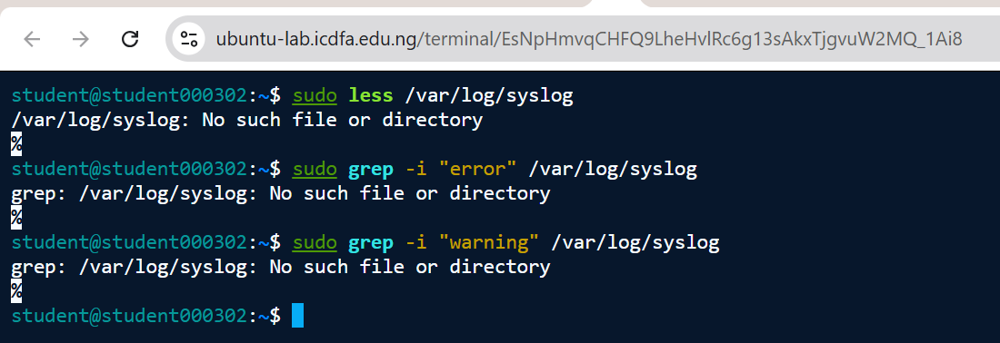 ubuntu-lab.icdfa.edu.ng/terminal/EsNpHmvqCHFQ9LheHvlRc6g13sAkxTjgvuW2MQ_1Ai8
student@student000302:~$ sudo less /var/log/syslog
/var/log/syslog: No such file or directory
%
student@student000302:~$ sudo grep -i "error" /var/log/syslog
grep: /var/log/syslog: No such file or directory
%
student@student000302:~$ sudo grep -i "warning" /var/log/syslog
grep: /var/log/syslog: No such file or directory
%
student@student000302:~$